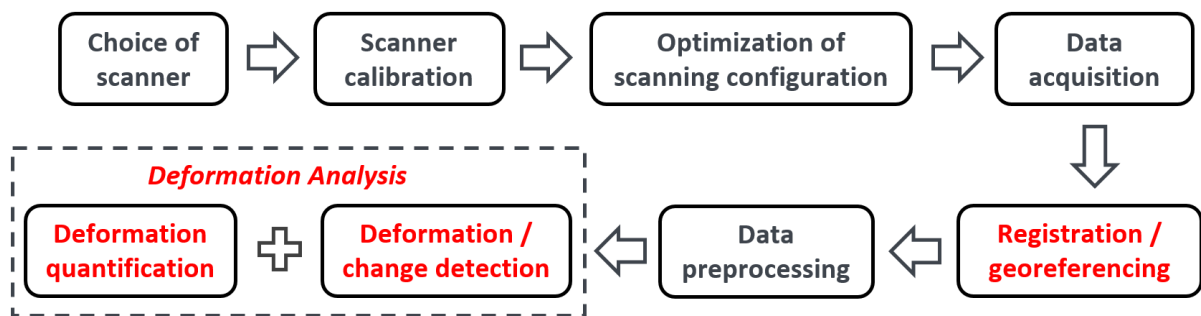 Choice of
scanner
Scanner
calibration
Optimization of
scanning configuration
Data
acquisition
Deformation Analysis
Deformation
quantification
Deformation /
change detection
Data
preprocessing
Registration /
georeferencing